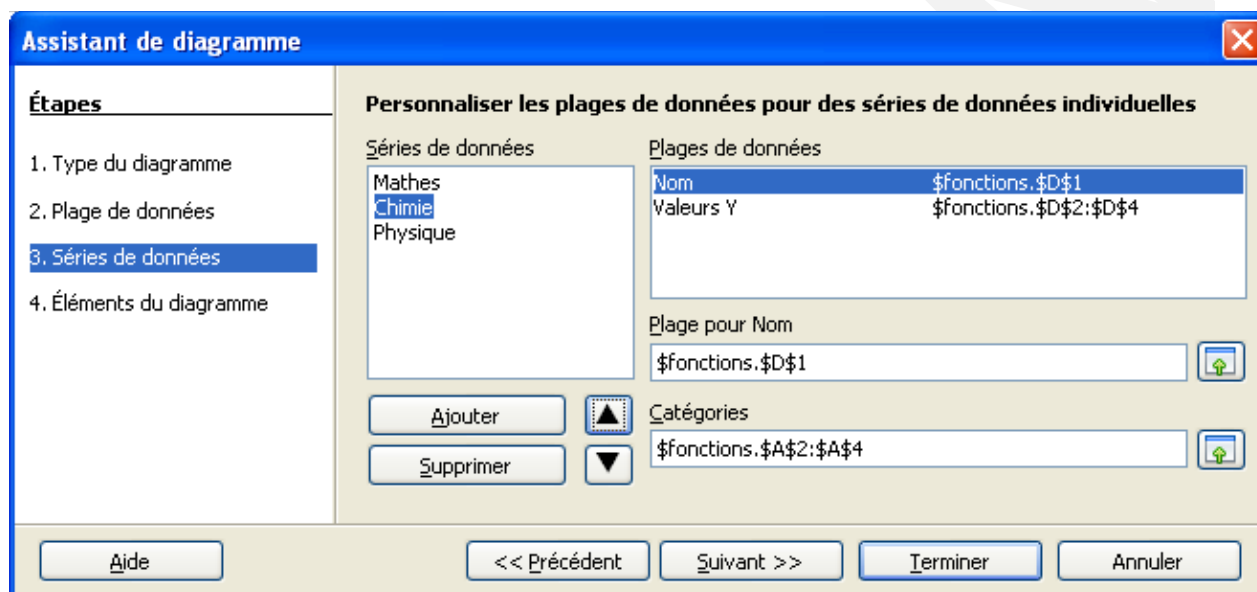 Assistant de diagramme
Étapes
1. Type du diagramme
2. Plage de données
3. Séries de données
4. Éléments du diagramme
Personnaliser les plages de données pour des séries de données individuelles
Séries de données
Mathes
Chimie
Physique
Ajouter
Supprimer
Plages de données
Nom $fonctions.$D$1
Valeurs Y $fonctions.$D$2:$D$4
Plage pour Nom
$fonctions.$D$1
Catégories
$fonctions.$A$2:$A$4
Aide << Précédent Suivant >> Terminer Annuler